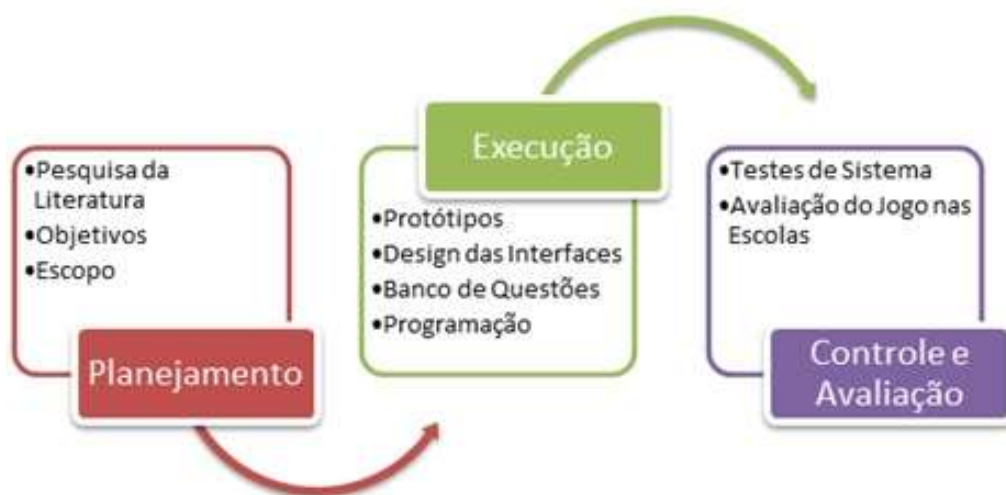 •Pesquisa da
Literatura
•Objetivos
•Escopo
Planejamento
Execução
•Protótipos
•Design das Interfaces
•Banco de Questões
•Programação
•Testes de Sistema
•Avaliação do Jogo nas
Escolas
Controle e
Avaliação